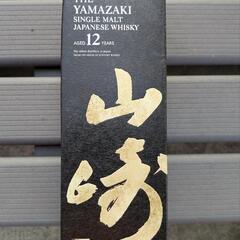 THE
YAMAZAKI
SINGLE MALT
JAPANESE WHISKY
AGED 12 YEARS
山崎